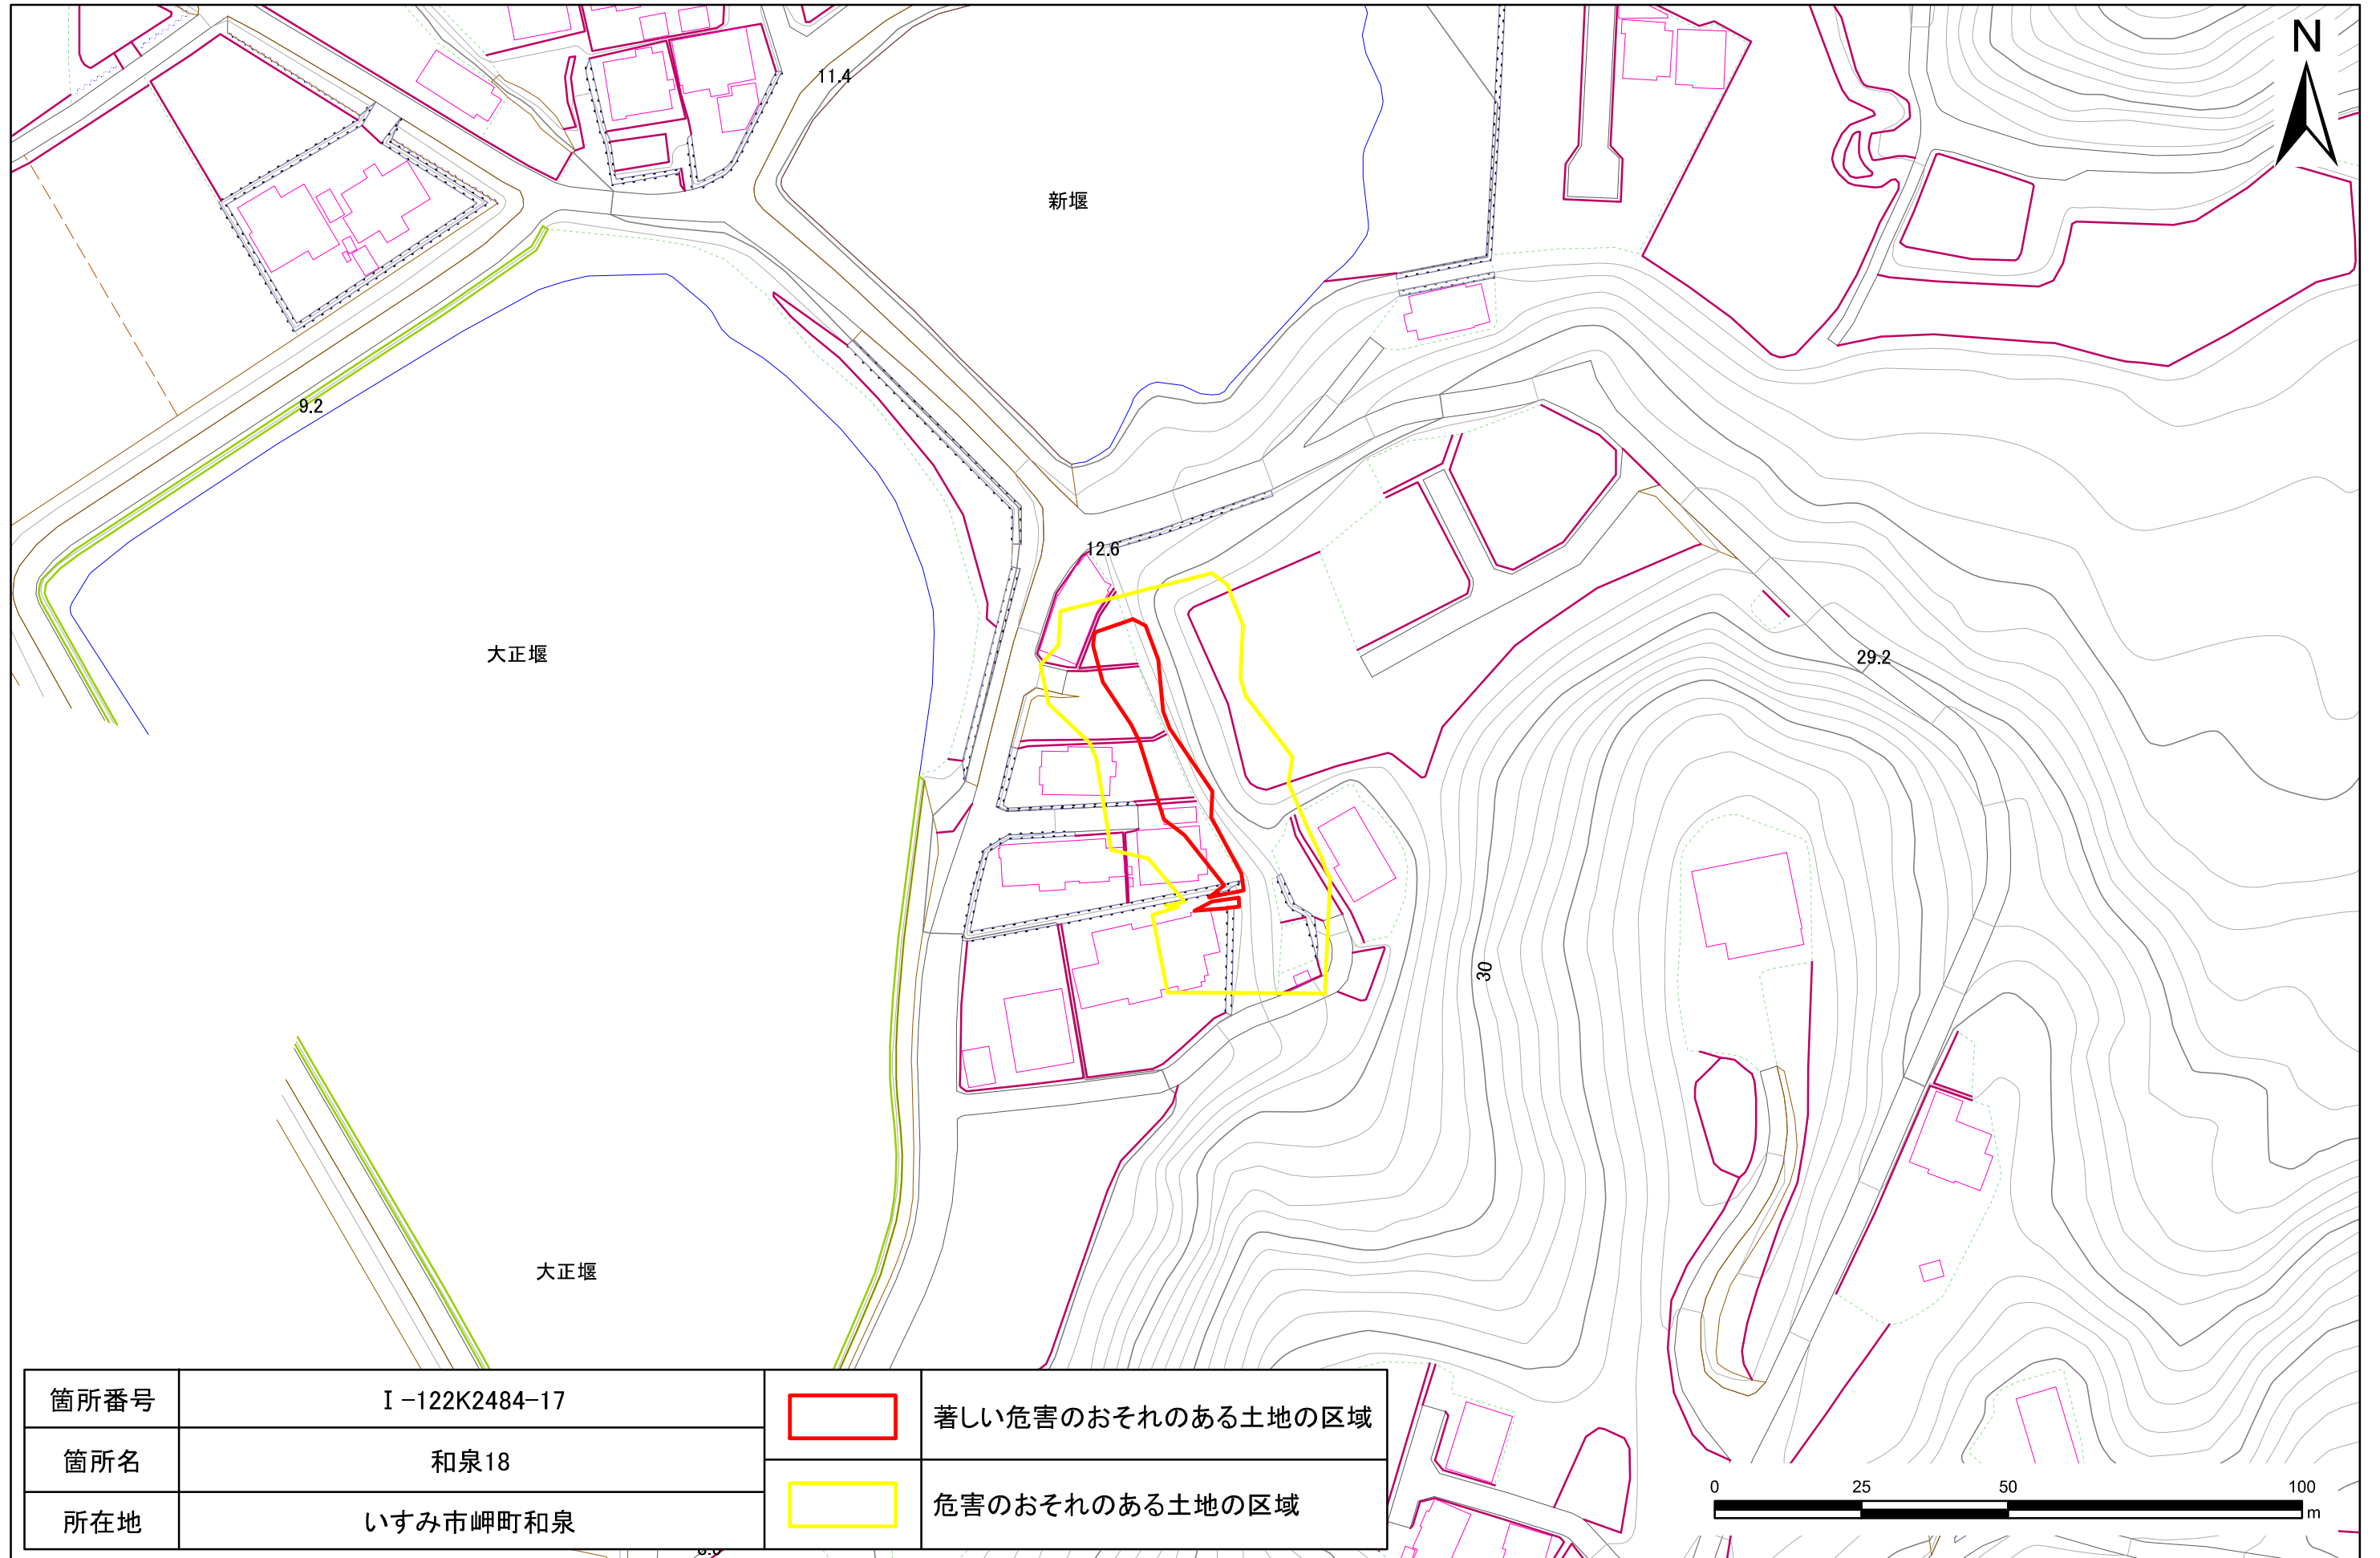 N
11.4
新堰
9.2
12.6
大正堰
29.2
30
大正堰
箇所番号
Ⅰ-122K2484-17
著しい危害のおそれのある土地の区域
箇所名
和泉18
危害のおそれのある土地の区域
所在地
いすみ市岬町和泉
0 25 50 100
m